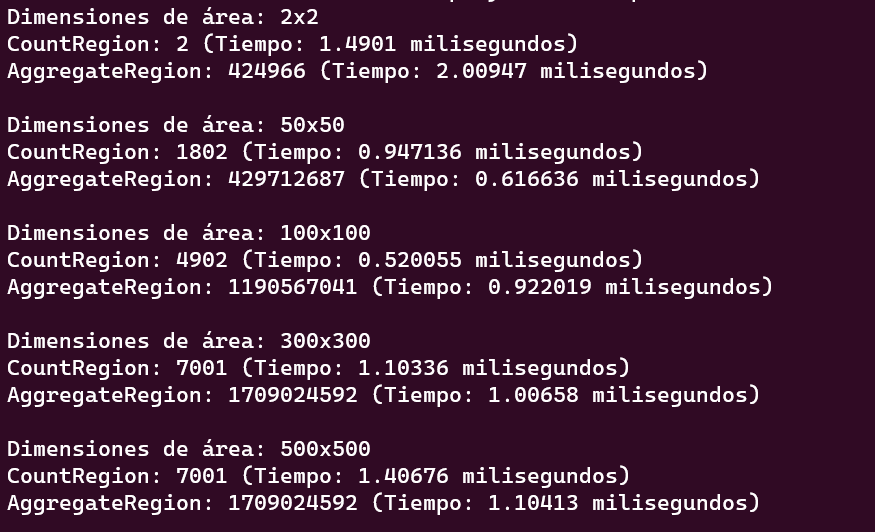 Dimensiones de área: 2x2
CountRegion: 2 (Tiempo: 1.4901 milisegundos)
AggregateRegion: 424966 (Tiempo: 2.00947 milisegundos)
Dimensiones de área: 50x50
CountRegion: 1802 (Tiempo: 0.947136 milisegundos)
AggregateRegion: 429712687 (Tiempo: 0.616636 milisegundos)
Dimensiones de área: 100x100
CountRegion: 4902 (Tiempo: 0.520055 milisegundos)
AggregateRegion: 1190567041 (Tiempo: 0.922019 milisegundos)
Dimensiones de área: 300x300
CountRegion: 7001 (Tiempo: 1.10336 milisegundos)
AggregateRegion: 1709024592 (Tiempo: 1.00658 milisegundos)
Dimensiones de área: 500x500
CountRegion: 7001 (Tiempo: 1.40676 milisegundos)
AggregateRegion: 1709024592 (Tiempo: 1.10413 milisegundos)